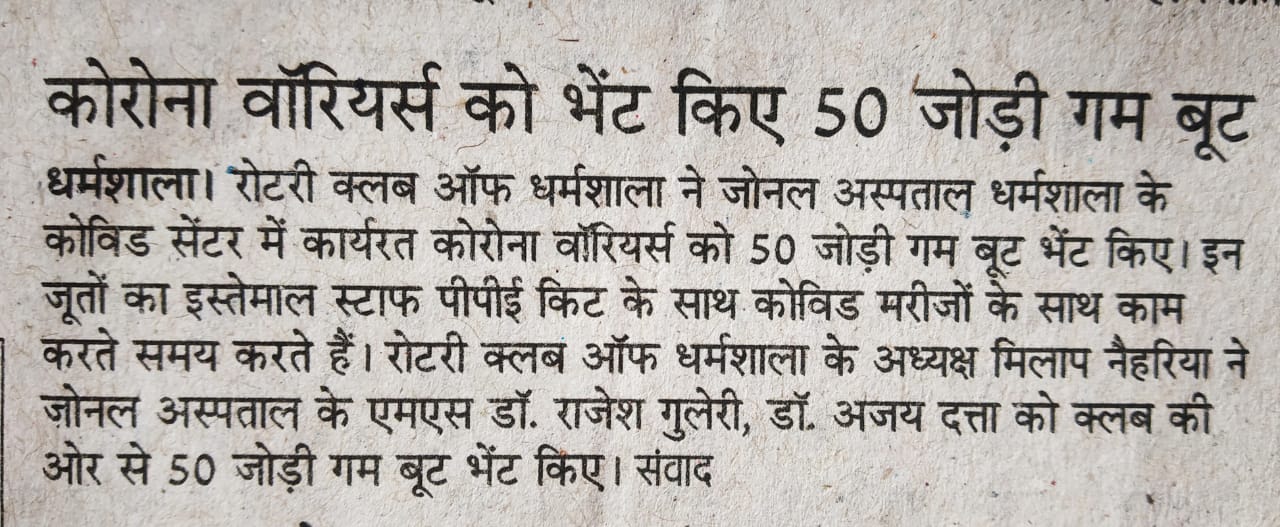 कोरोना वॉरियर्स को भेंट किए 50 जोड़ी गम बूट
धर्मशाला। रोटरी क्लब ऑफ धर्मशाला ने जोनल अस्पताल धर्मशाला के
कोविड सेंटर में कार्यरत कोरोना वॉरियर्स को 50 जोड़ी गम बूट भेंट किए। इन
जूतों का इस्तेमाल स्टाफ पीपीई किट के साथ कोविड मरीजों के साथ काम
करते समय करते हैं। रोटरी क्लब ऑफ धर्मशाला के अध्यक्ष मिलाप नैहरिया ने
जोनल अस्पताल के एमएस डॉ. राजेश गुलेरी, डॉ. अजय दत्ता को क्लब की
ओर से 50 जोड़ी गम बूट भेंट किए। संवाद